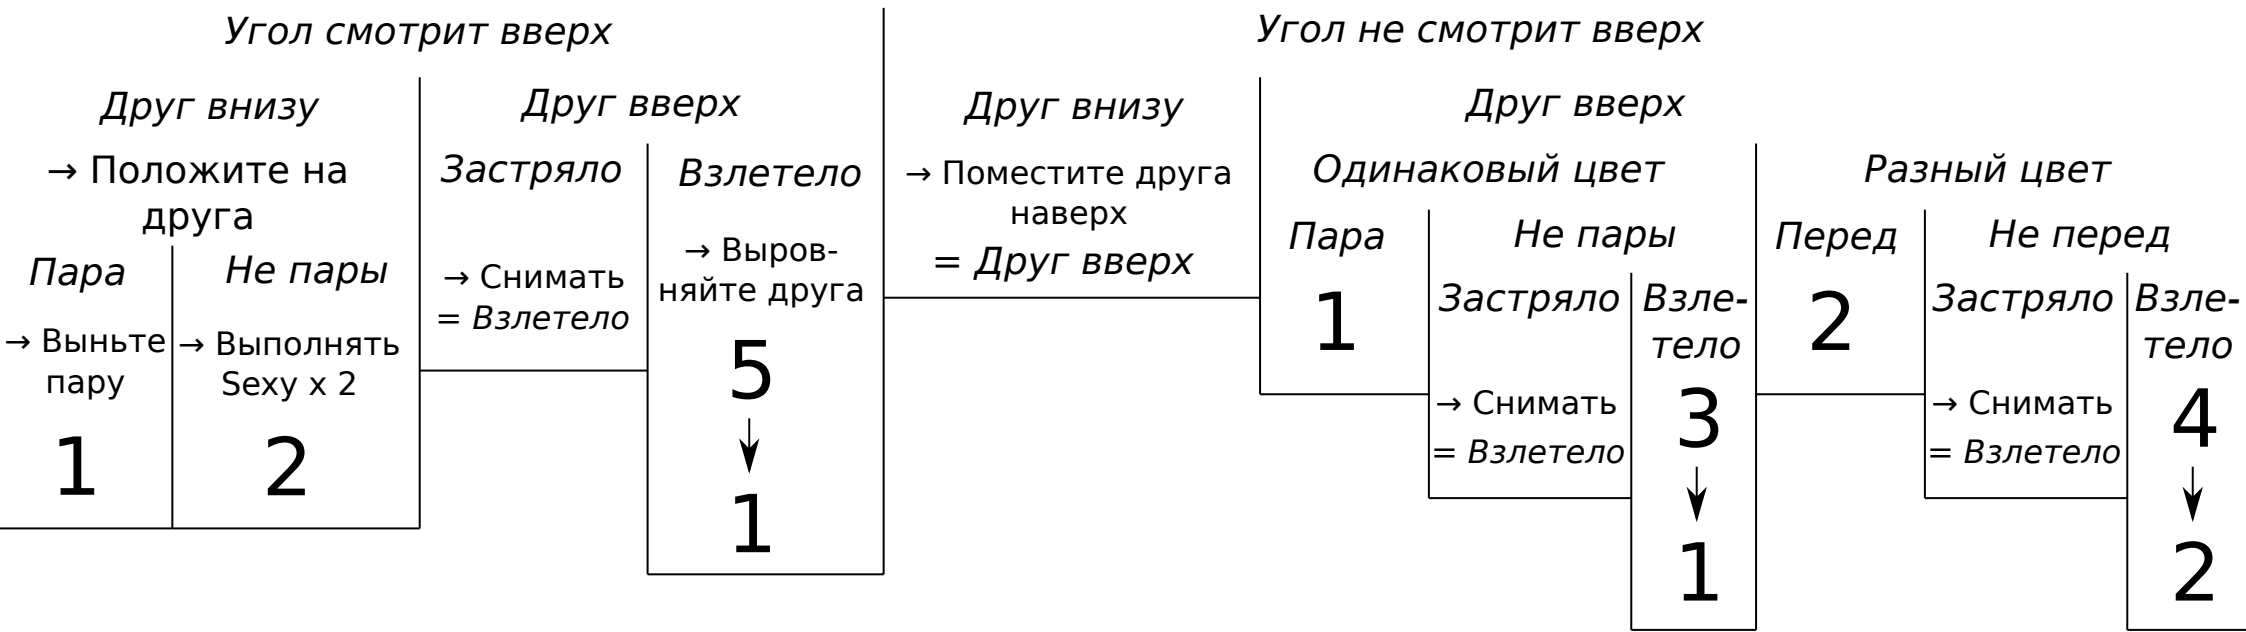 Угол смотрит вверх
Друг внизу
→ Положите на
друга
Пара
→ Выньте
пару
1
Не пары
→ Выполнять
Sexy x 2
2
Друг вверх
Застряло
→ Снимать
= Взлетело
Взлетело
→ Выров-
няйте друга
5
↓
1
Угол не смотрит вверх
Друг внизу
→ Поместите друга
наверх
= Друг вверх
Друг вверх
Одинаковый цвет
Пара
1
Не пары
Застряло
→ Снимать
= Взлетело
Взле-
тело
3
↓
1
Разный цвет
Перед
2
Не перед
Застряло
→ Снимать
= Взлетело
Взле-
тело
4
↓
2